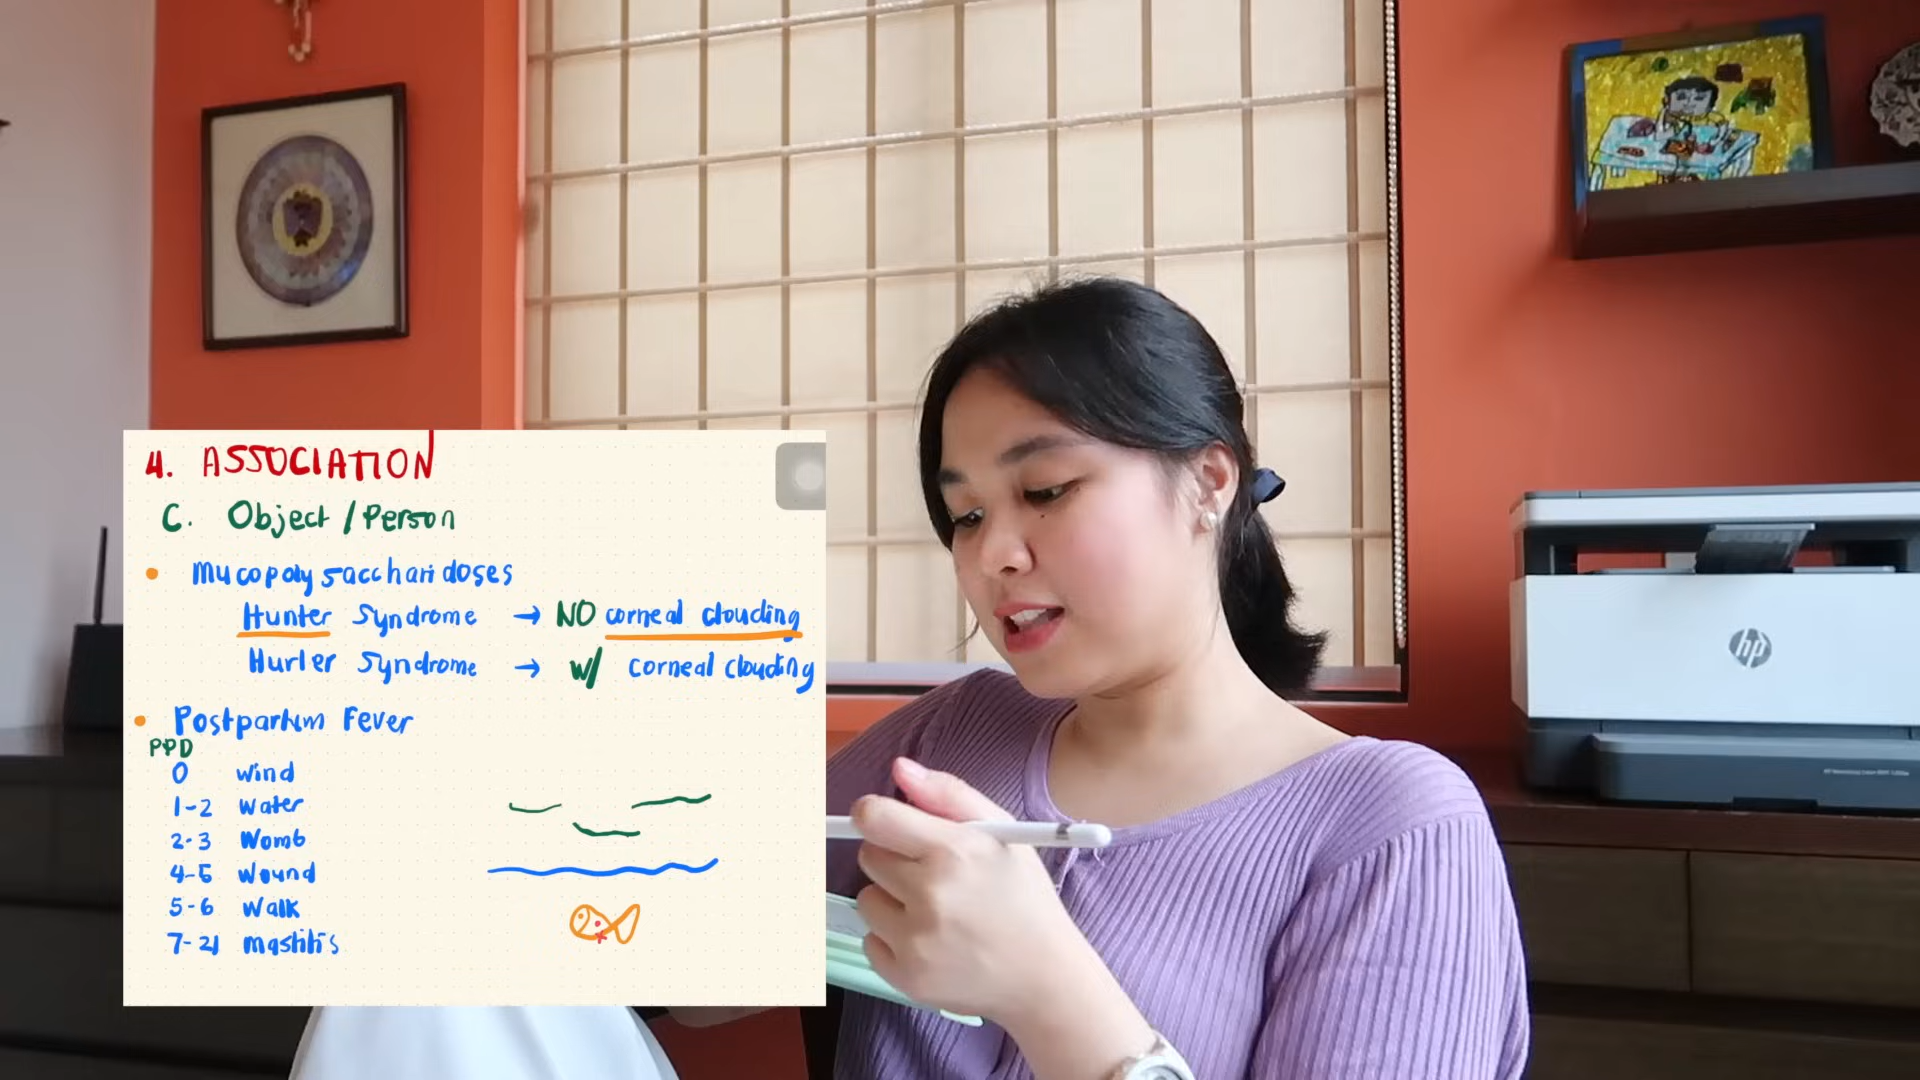 4. ASSOCIATION
C. Object / Person
Mucopolysaccharidoses
Hunter Syndrome → NO corneal clouding
Hurler Syndrome → w/ corneal clouding
Postpartum Fever
PPD
0 wind
1-2 water
2-3 Womb
4-5 wound
5-6 walk
7-21 mastitis
hp